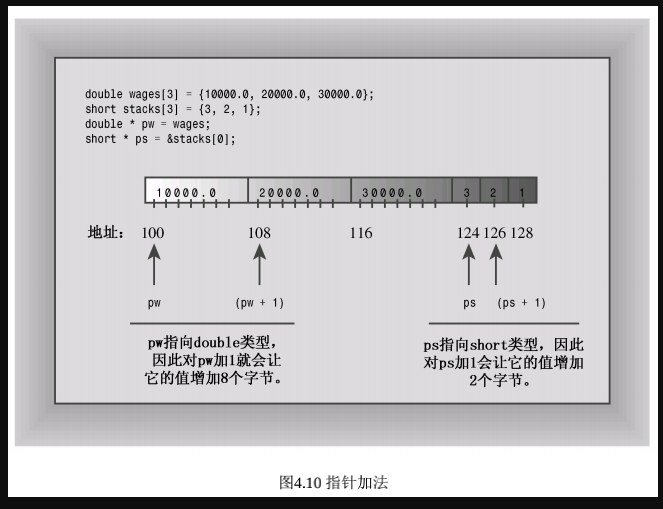 double wages[3] = {10000.0, 20000.0, 30000.0};
short stacks[3] = {3, 2, 1};
double * pw = wages;
short * ps = &stacks[0];
10000.0 20000.0 30000.0 3 2 1
地址： 100 108 116 124 126 128
pw (pw + 1) ps (ps + 1)
pw指向double类型，
因此对pw加1就会让
它的值增加8个字节。
ps指向short类型，因此
对ps加1会让它的值增加
2个字节。
图4.10 指针加法